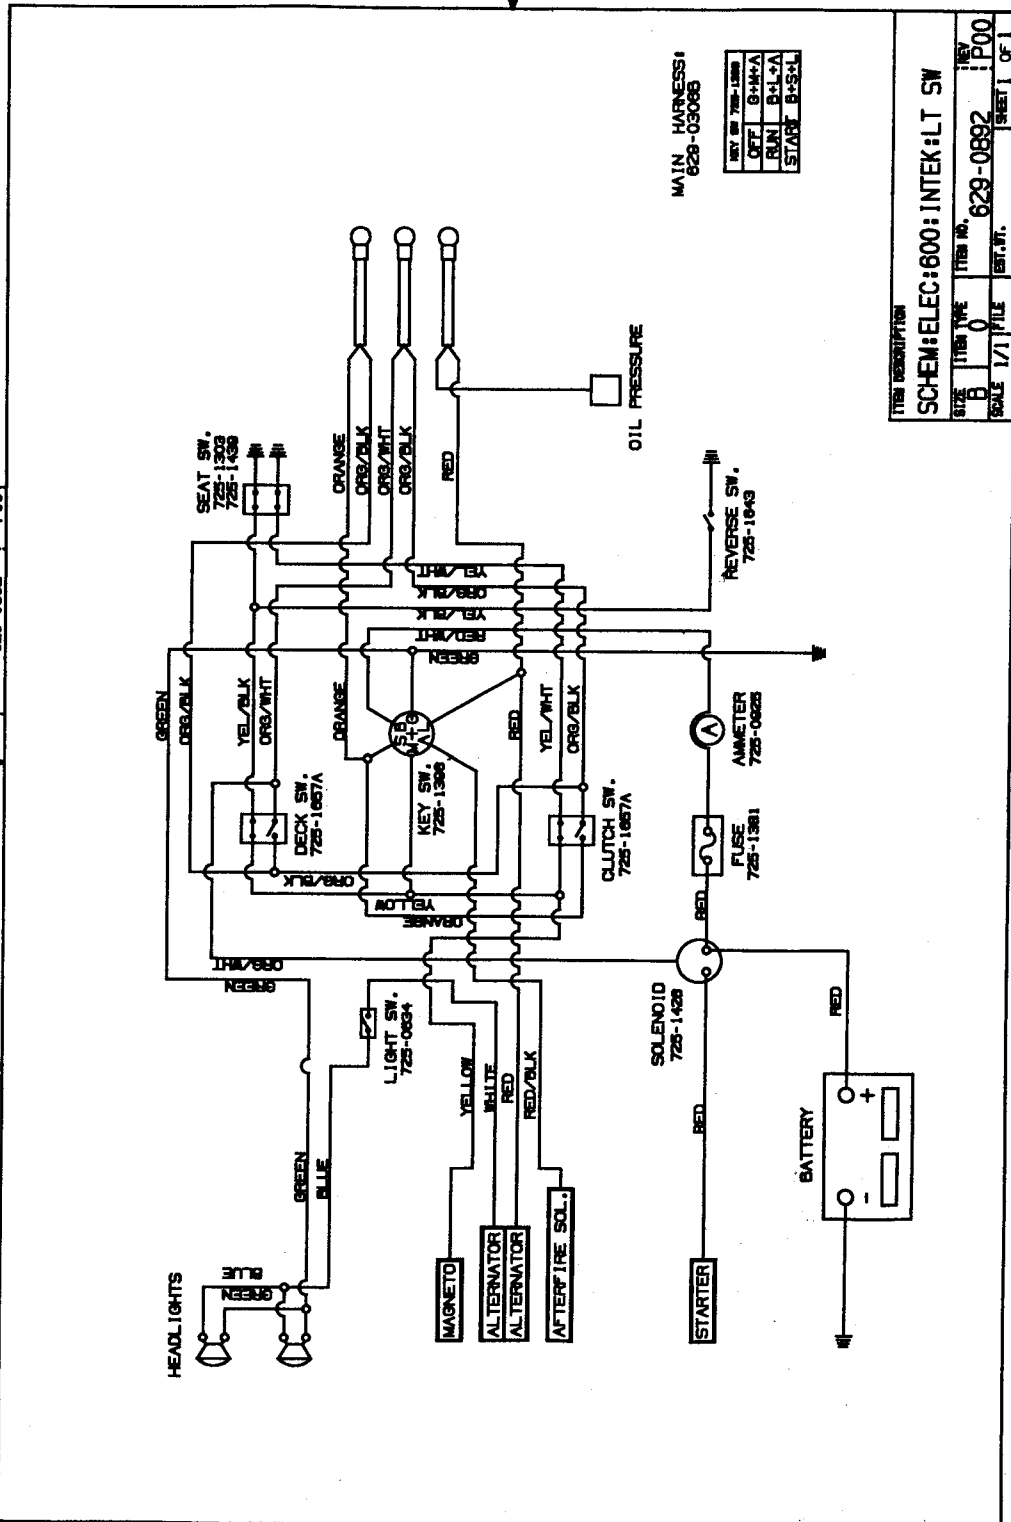 HEADLIGHTS
GREEN
BLUE
GREEN
BLUE
GREEN
ORG/WHT
GREEN
ORG/BLK
YEL/BLK
ORG/WHT
SEAT SW.
725-1303
725-1439
DECK SW.
725-1657A
ORG/BLK
ORANGE
ORG/BLK
ORG/WHT
ORG/BLK
RED
ORANGE
S B
M + G
A L
KEY SW.
725-1396
YELLOW
ORANGE
YEL/WHT
ORG/BLK
YEL/BLK
RED/WHT
GREEN
RED
YEL/WHT
ORG/BLK
CLUTCH SW.
725-1657A
LIGHT SW.
725-0634
YELLOW
WHITE
RED
RED/BLK
MAGNETO
ALTERNATOR
ALTERNATOR
AFTERFIRE SOL.
OIL PRESSURE
REVERSE SW.
725-1643
AMMETER
725-0925
A
FUSE
725-1381
RED
SOLENOID
725-1426
RED
STARTER
RED
BATTERY
- +
MAIN HARNESS:
629-03066
KEY SW
OFF G+M+A
RUN B+L+A
START B+S+L
ITEM DESCRIPTION
SCHEM:ELEC:600:INTEK:LT SW
SIZE B
ITEM TYPE O
ITEM NO. 629-0892
REV P00
SCALE 1/1
FILE
EST.WT.
SHEET 1 OF 1